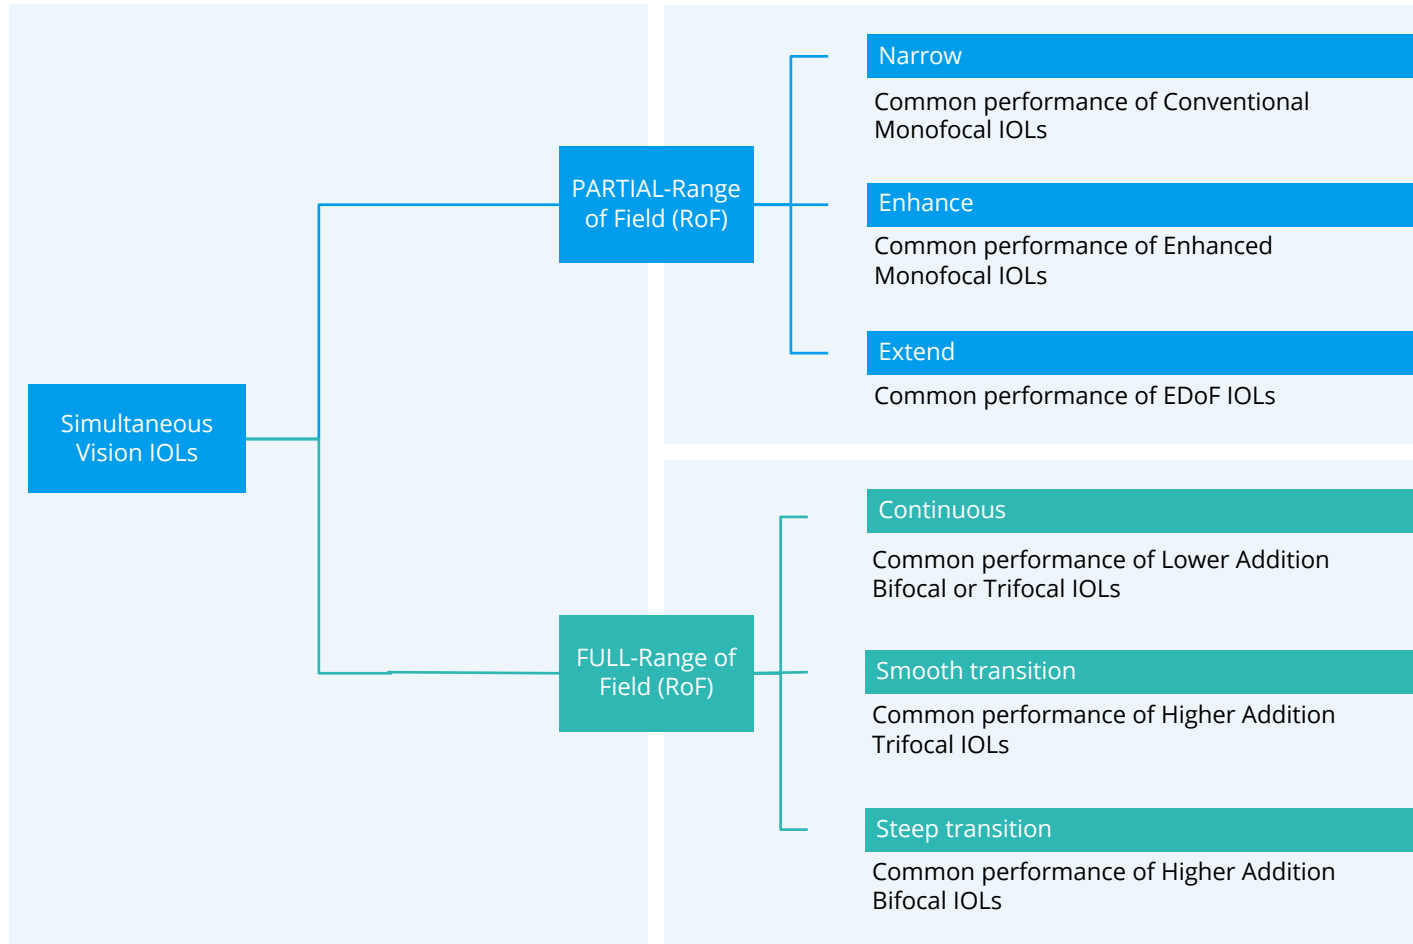 Simultaneous
Vision IOLs
PARTIAL-Range
of Field (RoF)
Narrow
Common performance of Conventional
Monofocal IOLs
Enhance
Common performance of Enhanced
Monofocal IOLs
Extend
Common performance of EDoF IOLs
FULL-Range of
Field (RoF)
Continuous
Common performance of Lower Addition
Bifocal or Trifocal IOLs
Smooth transition
Common performance of Higher Addition
Trifocal IOLs
Steep transition
Common performance of Higher Addition
Bifocal IOLs